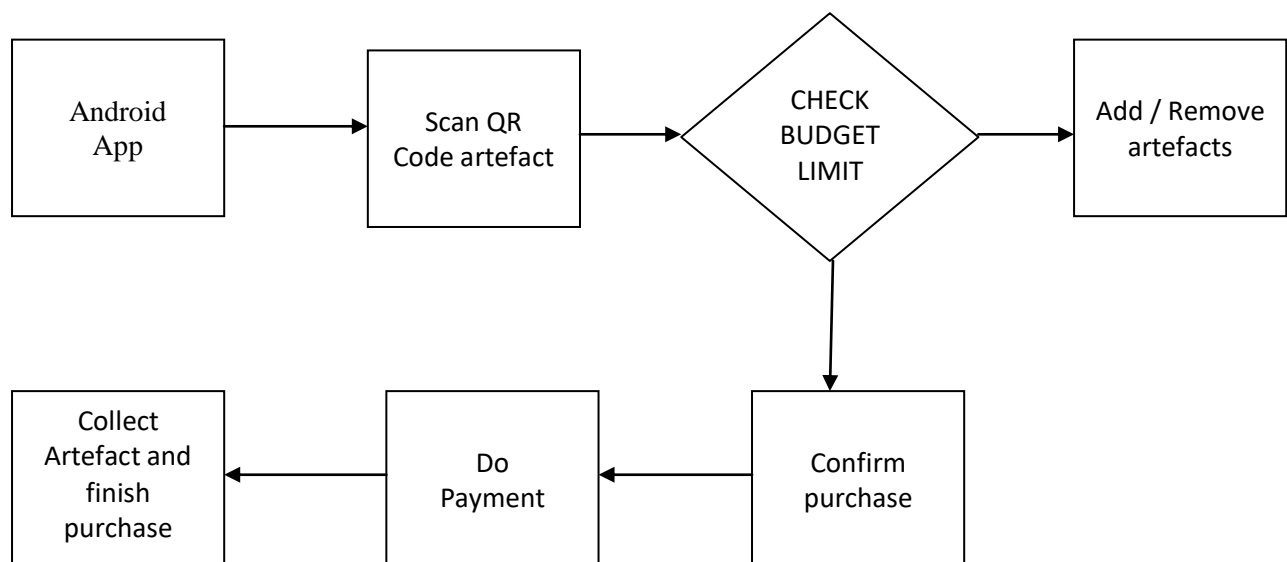 Android
App
Scan QR
Code artefact
CHECK
BUDGET
LIMIT
Add / Remove
artefacts
Collect
Artefact and
finish
purchase
Do
Payment
Confirm
purchase